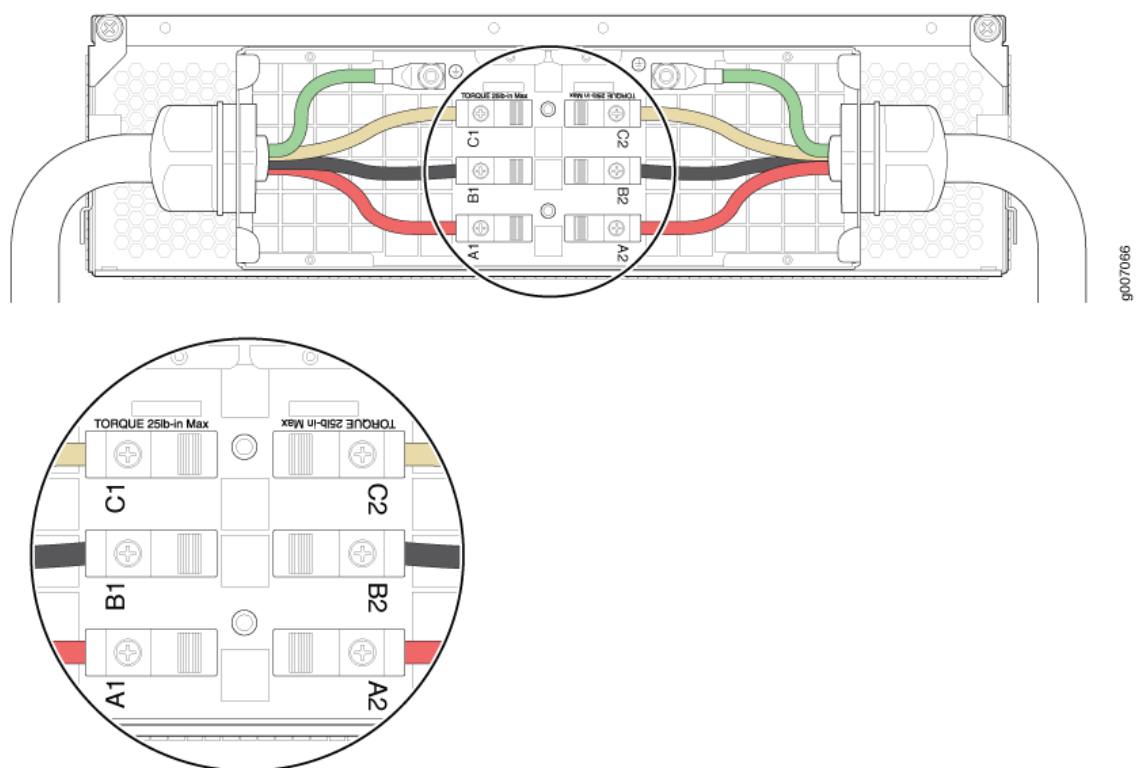 TORQUE 25lb-in Max
TORQUE 25lb-in Max
C1
C2
B1
B2
A1
A2
g007066
TORQUE 25lb-in Max
TORQUE 25lb-in Max
C1
C2
B1
B2
A1
A2